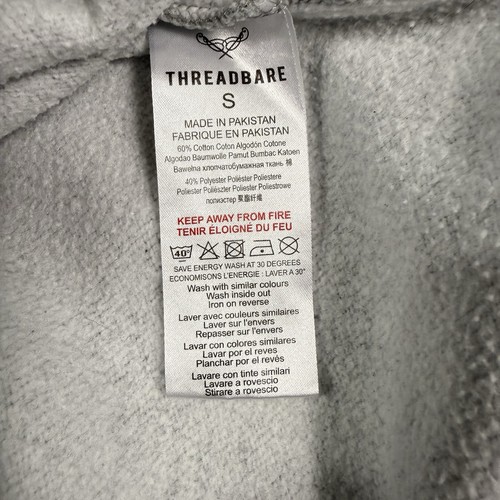 THREADBARE
S
MADE IN PAKISTAN
FABRIQUE EN PAKISTAN
60% Cotton Coton Algodón Cotone
Algodao Baumwolle Pamut Bumbac Katoen
Bawełna хлопчатобумажная ткань 棉
40% Polyester Poliéster Poliestere
Poliester Poliészter Poliester Poliestrowe
полиэстер 聚酯纤维
KEEP AWAY FROM FIRE
TENIR ÉLOIGNÉ DU FEU
40°
SAVE ENERGY WASH AT 30 DEGREES
ECONOMISONS L'ENERGIE : LAVER A 30°
Wash with similar colours
Wash inside out
Iron on reverse
Laver avec couleurs similaires
Laver sur l'envers
Repasser sur l'envers
Lavar con colores similares
Lavar por el reves
Planchar por el revès
Lavare con tinte similari
Lavare a rovescio
Stirare a rovescio